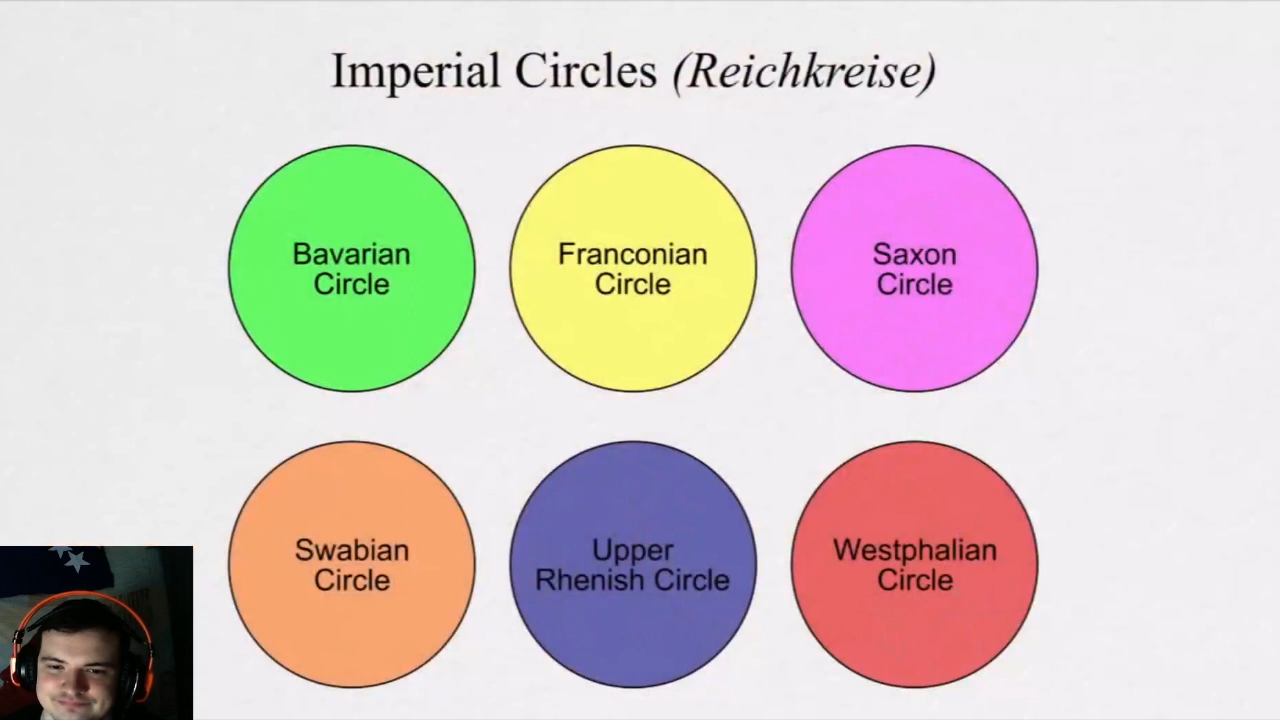 Imperial Circles (Reichkreise)
Bavarian
Circle
Franconian
Circle
Saxon
Circle
Swabian
Circle
Upper
Rhenish Circle
Westphalian
Circle